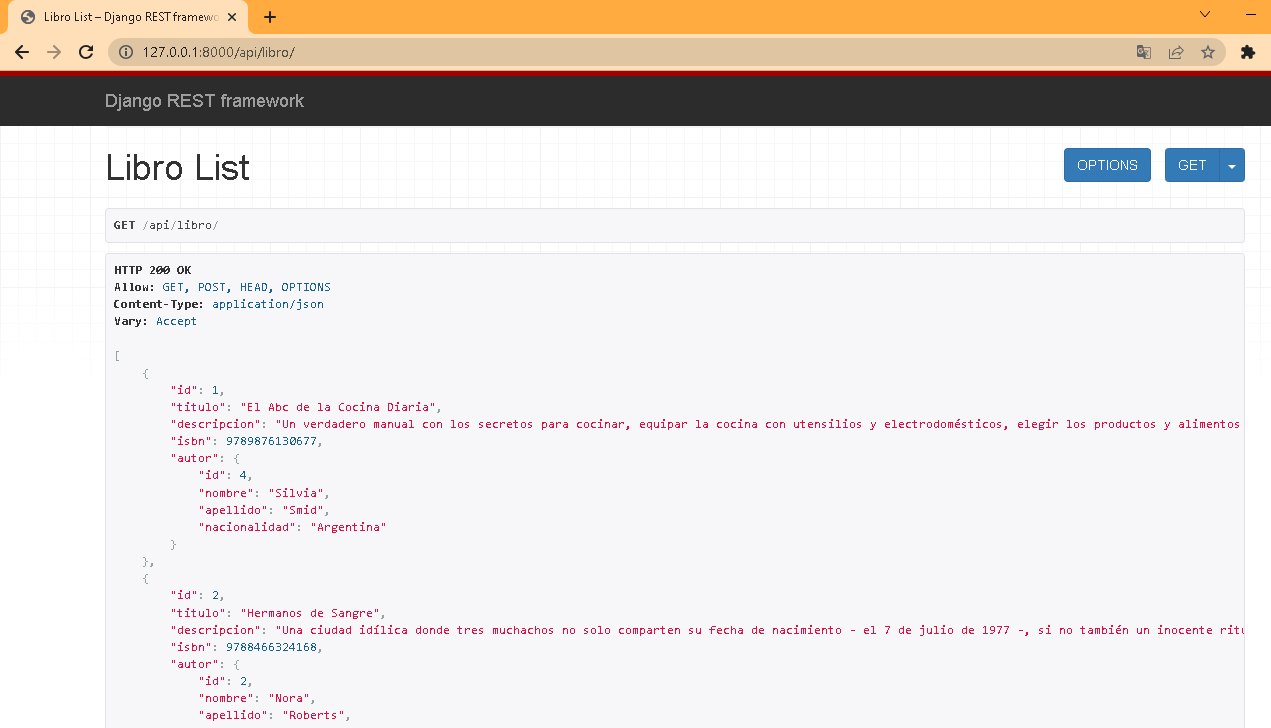 Libro List – Django REST framewo
127.0.0.1:8000/api/libro/
Django REST framework
Libro List
OPTIONS
GET
GET /api/libro/
HTTP 200 OK
Allow: GET, POST, HEAD, OPTIONS
Content-Type: application/json
Vary: Accept
[
    {
        "id": 1,
        "titulo": "El Abc de la Cocina Diaria",
        "descripcion": "Un verdadero manual con los secretos para cocinar, equipar la cocina con utensilios y electrodomésticos, elegir los productos y alimentos
        "isbn": 9789876130677,
        "autor": {
            "id": 4,
            "nombre": "Silvia",
            "apellido": "Smid",
            "nacionalidad": "Argentina"
        }
    },
    {
        "id": 2,
        "titulo": "Hermanos de Sangre",
        "descripcion": "Una ciudad idílica donde tres muchachos no solo comparten su fecha de nacimiento - el 7 de julio de 1977 -, si no también un inocente ritu
        "isbn": 9788466324168,
        "autor": {
            "id": 2,
            "nombre": "Nora",
            "apellido": "Roberts",